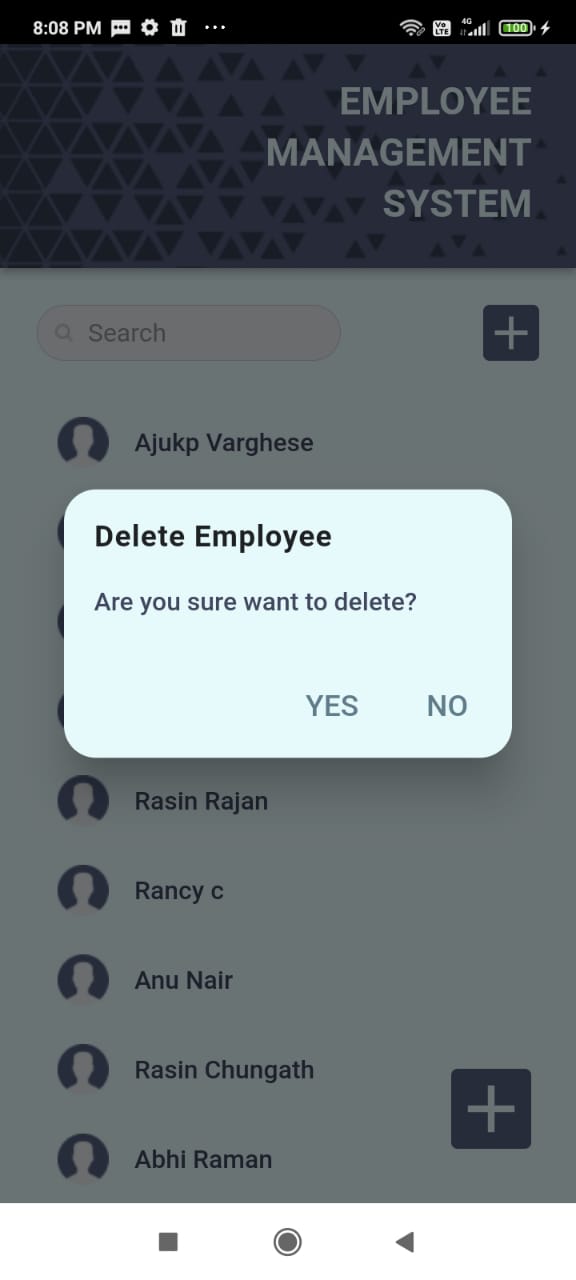 8:08 PM
Vo LTE
4G
100
EMPLOYEE
MANAGEMENT
SYSTEM
Search
Ajukp Varghese
Delete Employee
Are you sure want to delete?
YES NO
Rasin Rajan
Rancy c
Anu Nair
Rasin Chungath
Abhi Raman